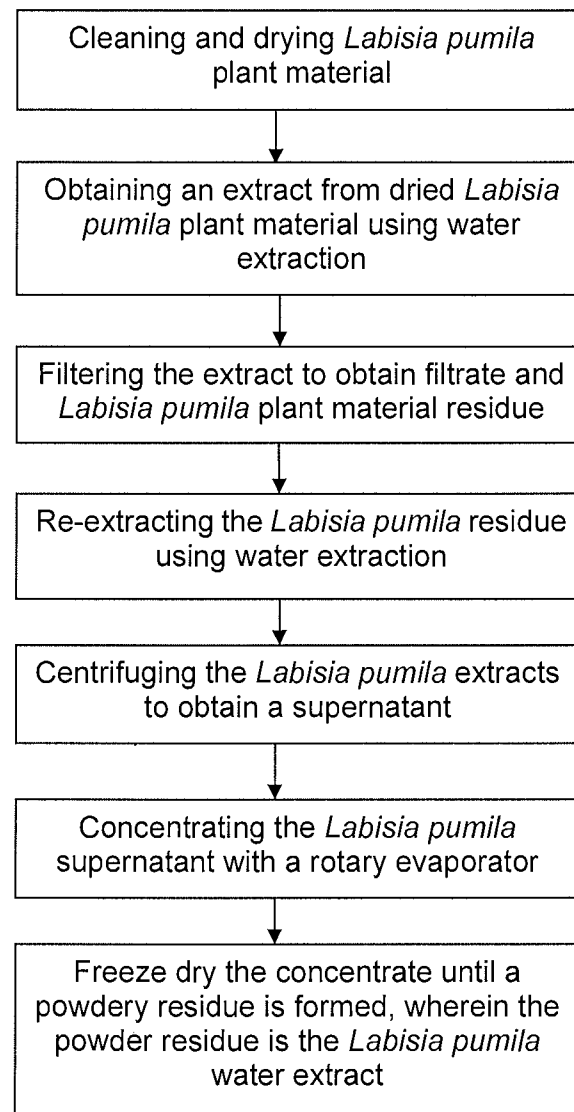 Cleaning and drying Labisia pumila
plant material
Obtaining an extract from dried Labisia
pumila plant material using water
extraction
Filtering the extract to obtain filtrate and
Labisia pumila plant material residue
Re-extracting the Labisia pumila residue
using water extraction
Centrifuging the Labisia pumila extracts
to obtain a supernatant
Concentrating the Labisia pumila
supernatant with a rotary evaporator
Freeze dry the concentrate until a
powdery residue is formed, wherein the
powder residue is the Labisia pumila
water extract